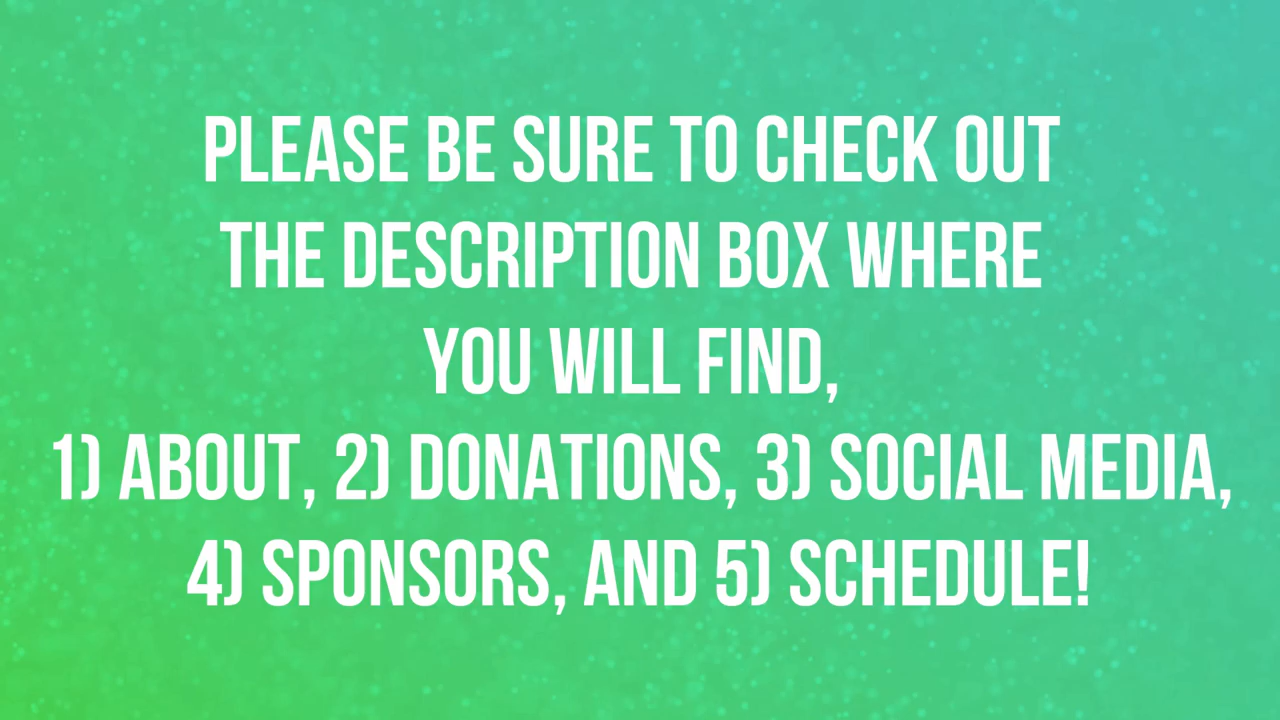 PLEASE BE SURE TO CHECK OUT
THE DESCRIPTION BOX WHERE
YOU WILL FIND,
1) ABOUT, 2) DONATIONS, 3) SOCIAL MEDIA,
4) SPONSORS, AND 5) SCHEDULE!